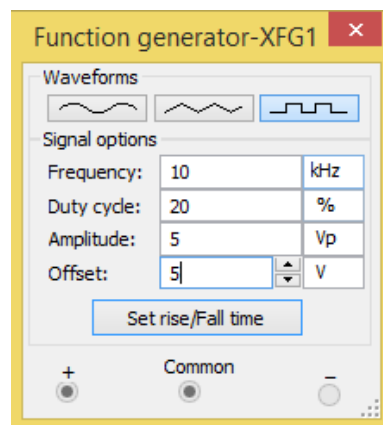 Function generator-XFG1 ×
Waveforms
Signal options
Frequency: 10 kHz
Duty cycle: 20 %
Amplitude: 5 Vp
Offset: 5 V
Set rise/Fall time
+ Common –